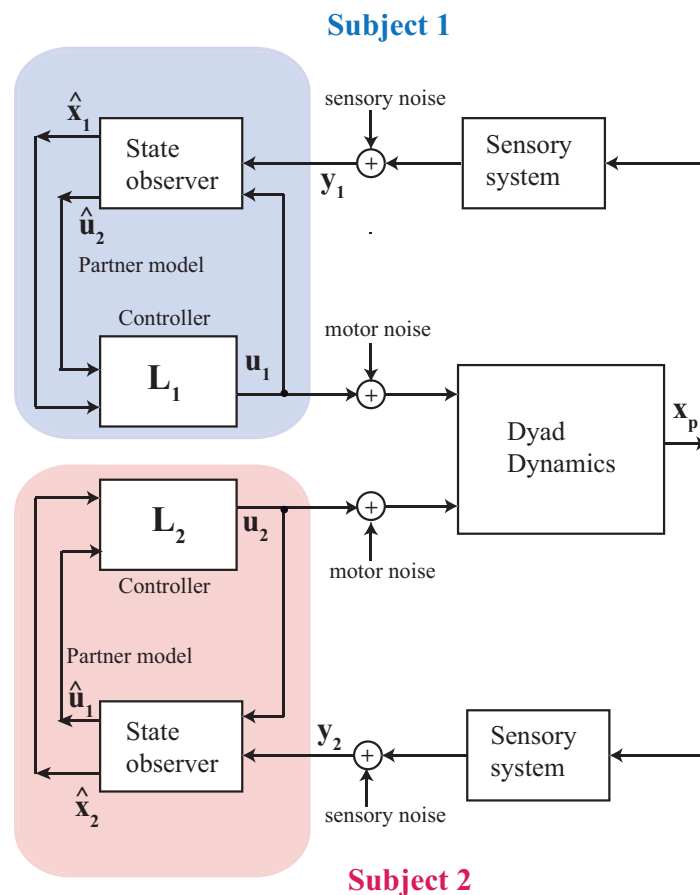 Subject 1
x̂₁
State
observer
sensory noise
+
y₁
Sensory
system
û₂
Partner model
Controller
L₁
u₁
motor noise
+
Dyad
Dynamics
xₚ
L₂
u₂
+
motor noise
Controller
Partner model
û₁
State
observer
y₂
+
Sensory
system
x̂₂
sensory noise
Subject 2